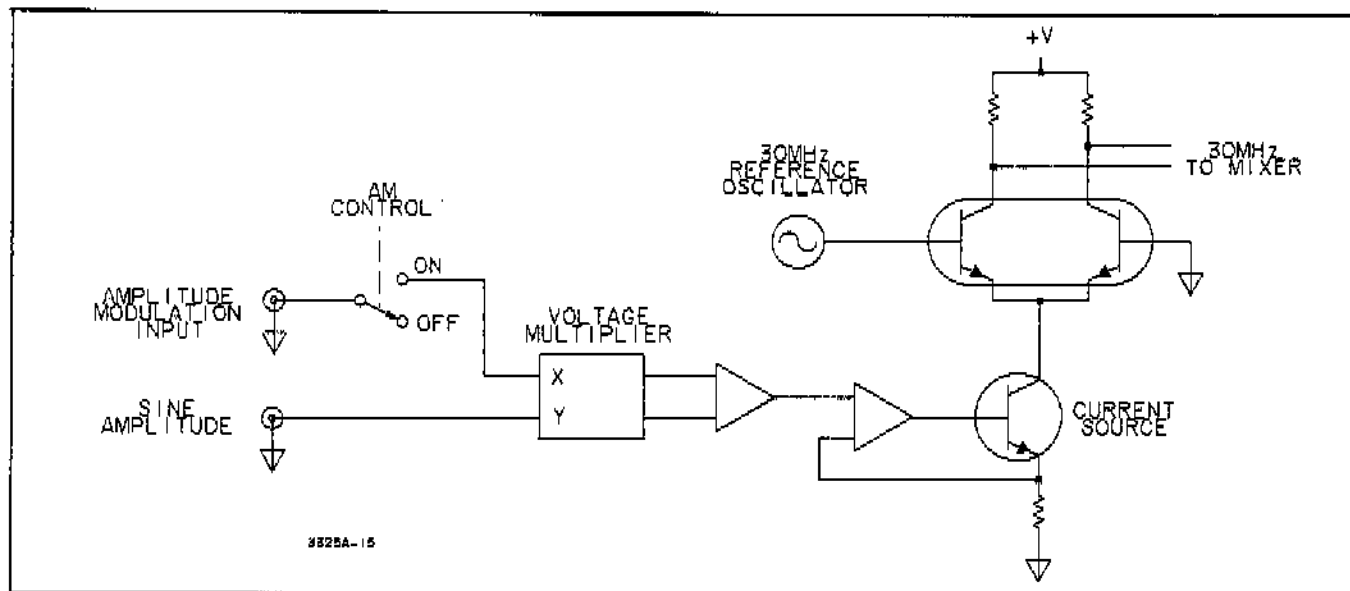 +V
30MHz
REFERENCE
OSCILLATOR
30MHz
TO MIXER
AM
CONTROL
ON
OFF
AMPLITUDE
MODULATION
INPUT
VOLTAGE
MULTIPLIER
X
Y
SINE
AMPLITUDE
CURRENT
SOURCE
3325A-15